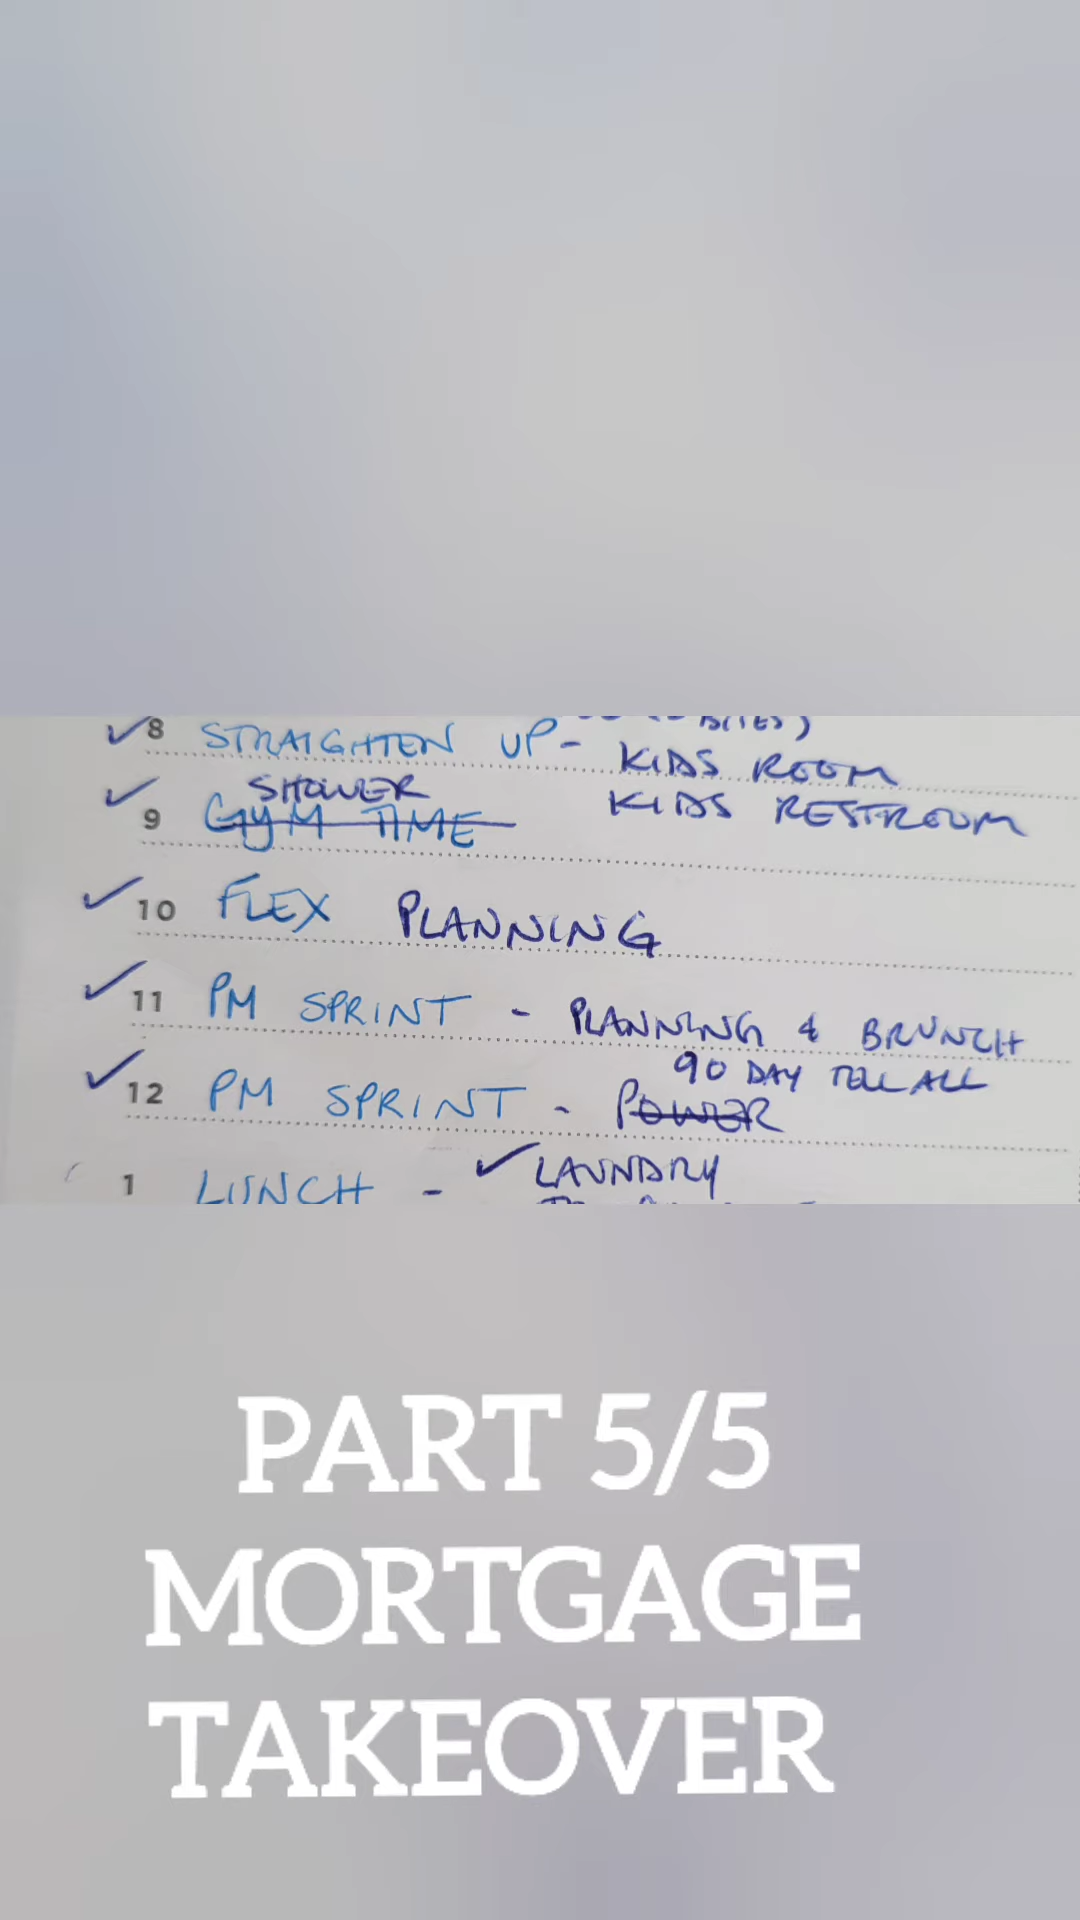 8 STRAIGHTEN UP - KIDS ROOM
KIDS RESTROOM
SHOWER
9 GYM TIME
10 FLEX PLANNING
11 PM SPRINT - PLANNING & BRUNCH
90 DAY TELL ALL
12 PM SPRINT - POWER
✓ LAUNDRY
1 LUNCH -
PART 5/5
MORTGAGE
TAKEOVER